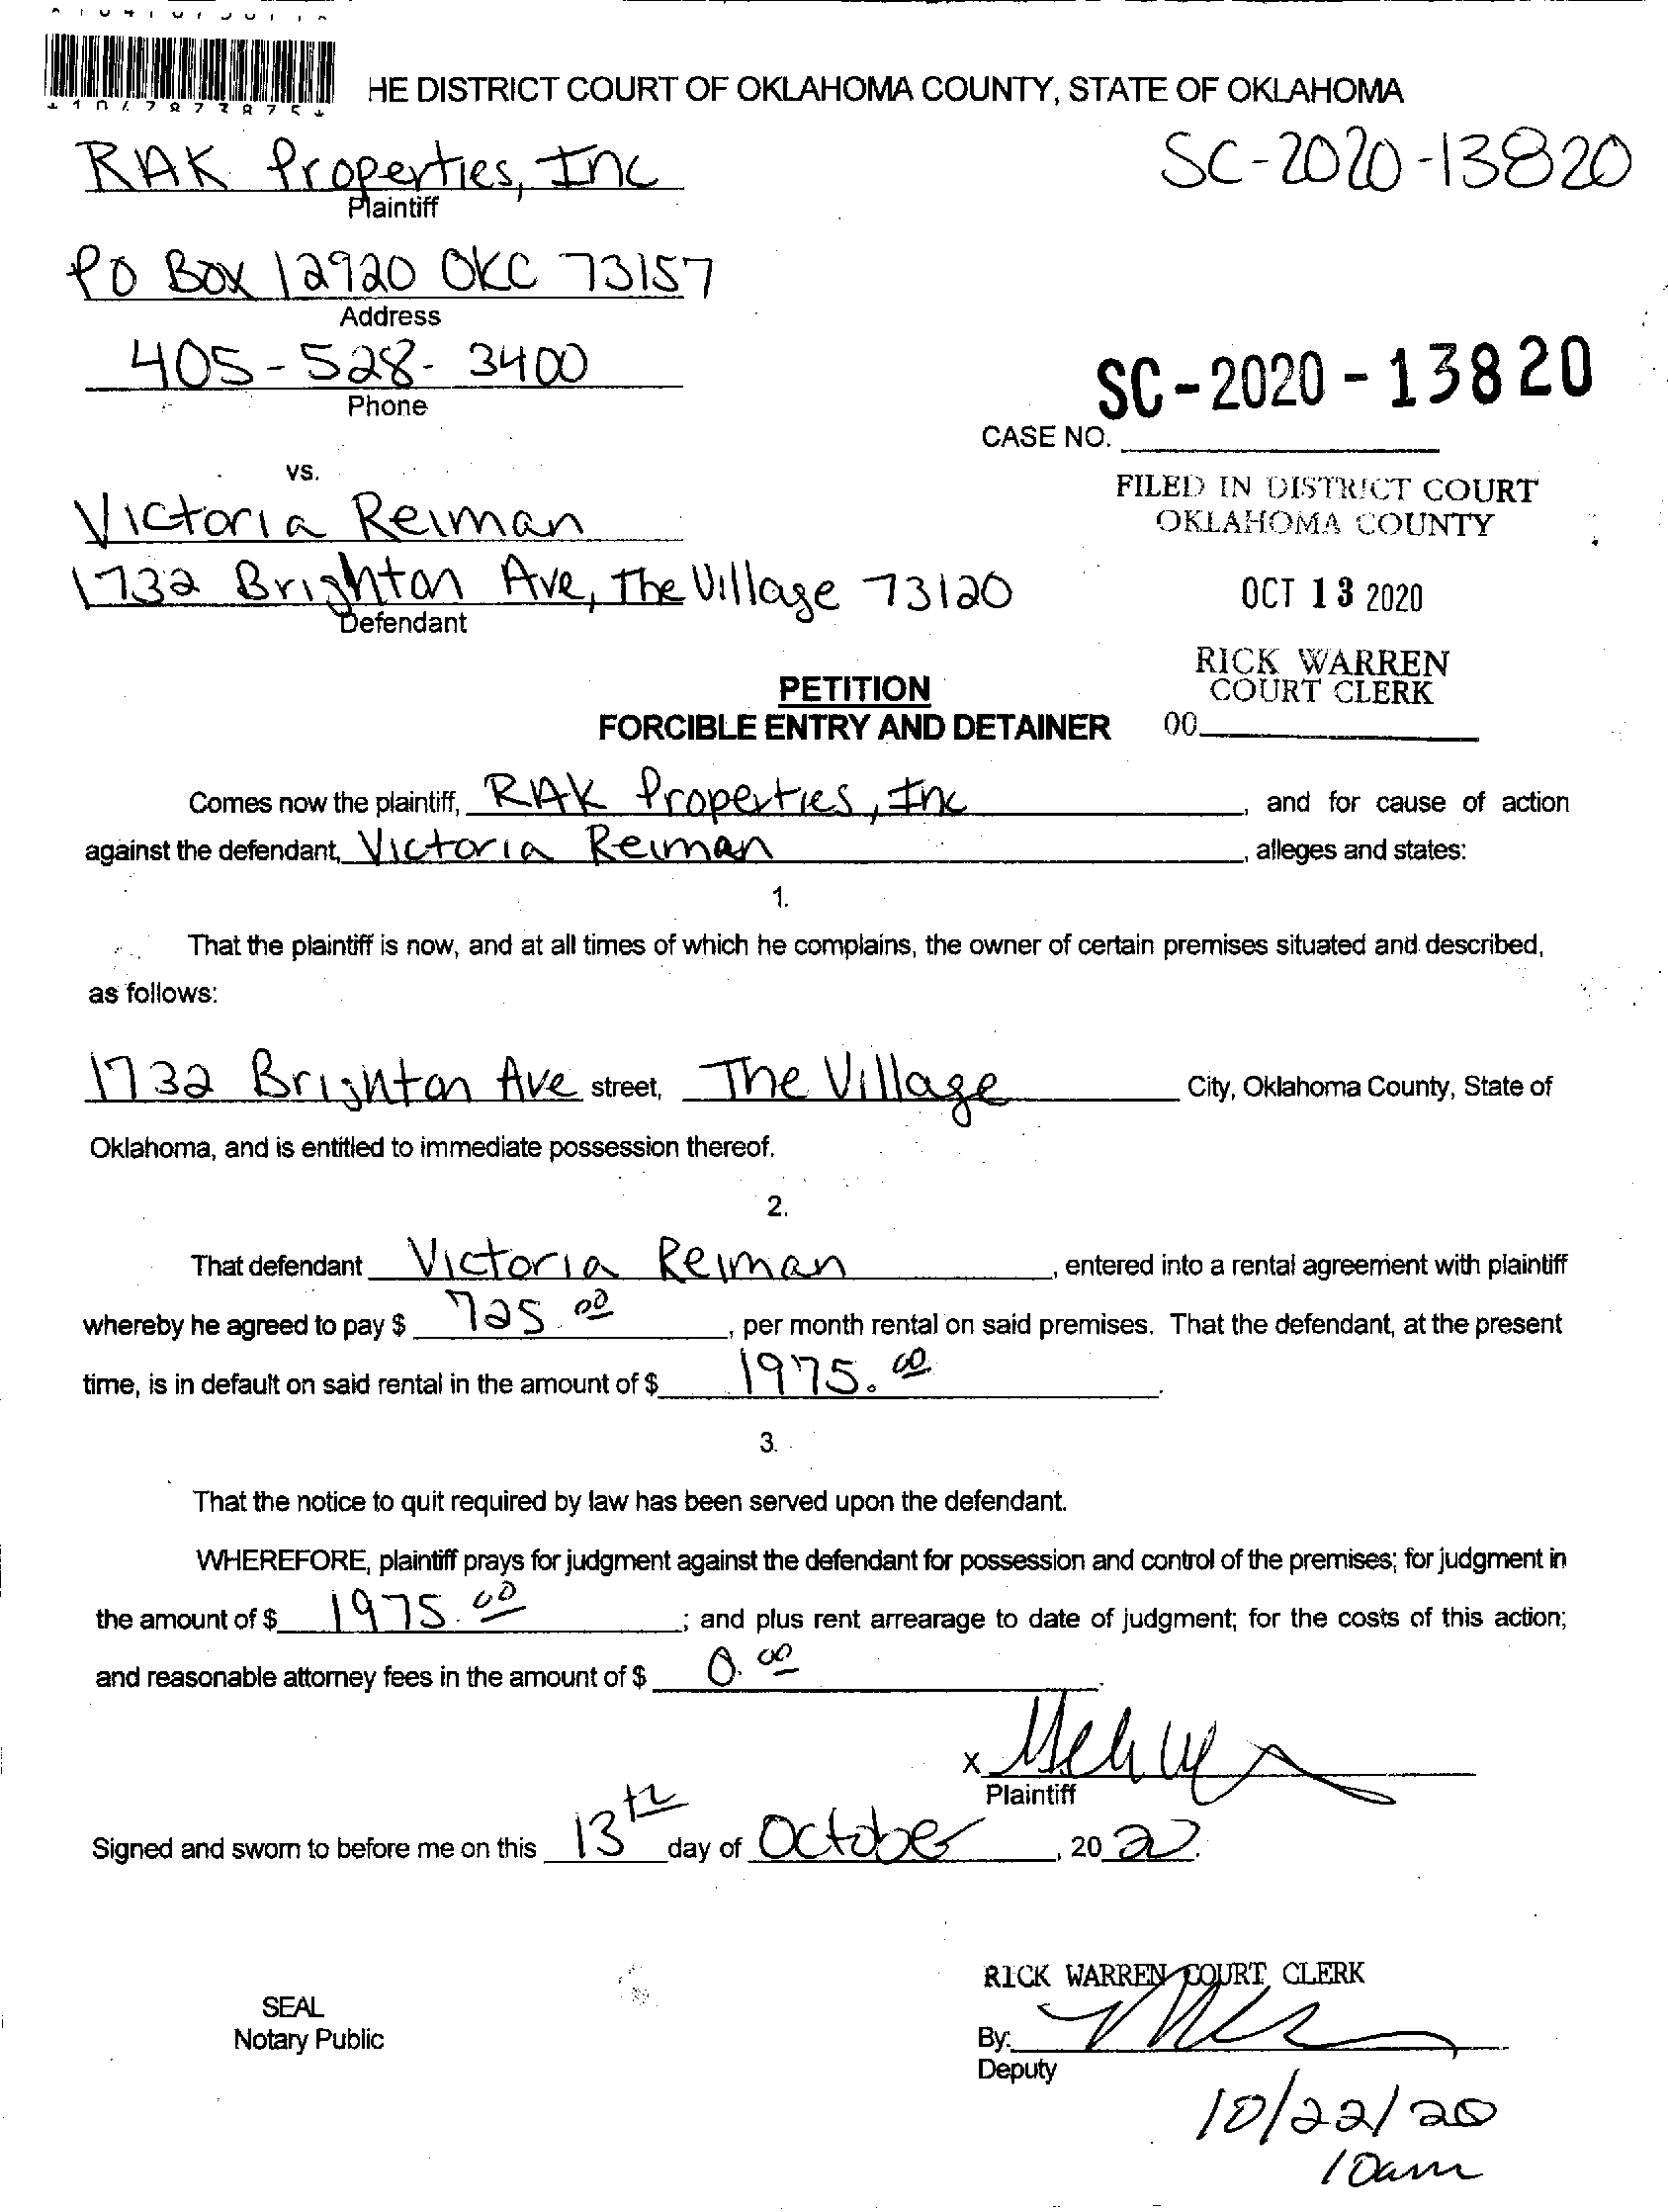 HE DISTRICT COURT OF OKLAHOMA COUNTY, STATE OF OKLAHOMA
RAK Properties, Inc
Plaintiff
SC-2020-13820
PO Box 12920 OKC 73157
Address
405-528-3400
Phone
SC-2020-13820
CASE NO.
vs.
FILED IN DISTRICT COURT
OKLAHOMA COUNTY
Victoria Reiman
1732 Brighton Ave, The Village 73120
Defendant
OCT 13 2020
RICK WARREN
COURT CLERK
00
PETITION
FORCIBLE ENTRY AND DETAINER
Comes now the plaintiff, RAK Properties, Inc, and for cause of action
against the defendant, Victoria Reiman, alleges and states:
1.
That the plaintiff is now, and at all times of which he complains, the owner of certain premises situated and described,
as follows:
1732 Brighton Ave street, The Village City, Oklahoma County, State of
Oklahoma, and is entitled to immediate possession thereof.
2.
That defendant Victoria Reiman, entered into a rental agreement with plaintiff
whereby he agreed to pay $ 725.00, per month rental on said premises. That the defendant, at the present
time, is in default on said rental in the amount of $ 1975.00.
3.
That the notice to quit required by law has been served upon the defendant.
WHEREFORE, plaintiff prays for judgment against the defendant for possession and control of the premises; for judgment in
the amount of $ 1975.00; and plus rent arrearage to date of judgment; for the costs of this action;
and reasonable attorney fees in the amount of $ 0.00.
x
Plaintiff
Signed and sworn to before me on this 13th day of October, 2020.
RICK WARREN COURT CLERK
SEAL
Notary Public
By:
Deputy
10/22/20
10am